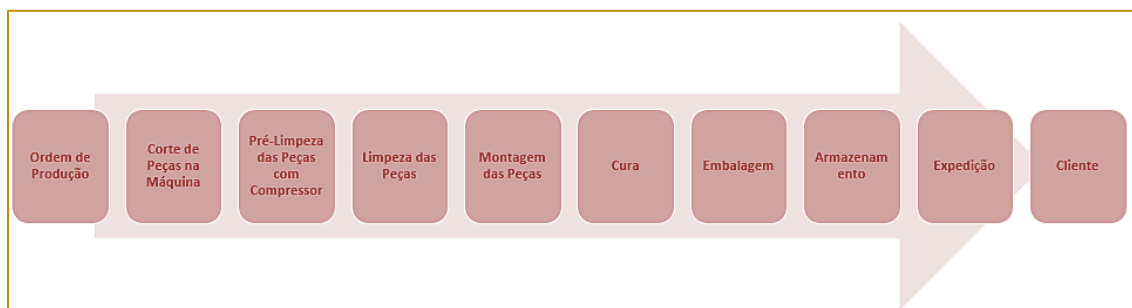 Ordem de
Produção
Corte de
Peças na
Máquina
Pré-Limpeza
das Peças
com
Compressor
Limpeza das
Peças
Montagem
das Peças
Cura
Embalagem
Armazenam
ento
Expedição
Cliente